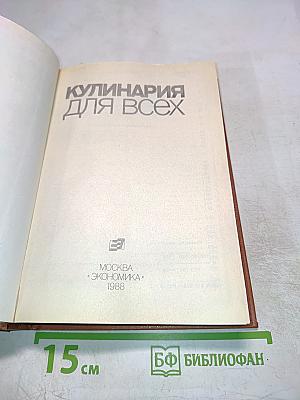 КУЛИНАРИЯ
ДЛЯ ВСЕХ
МОСКВА
"ЭКОНОМИКА"
1988
15 см
БФ БИБЛИОФАН